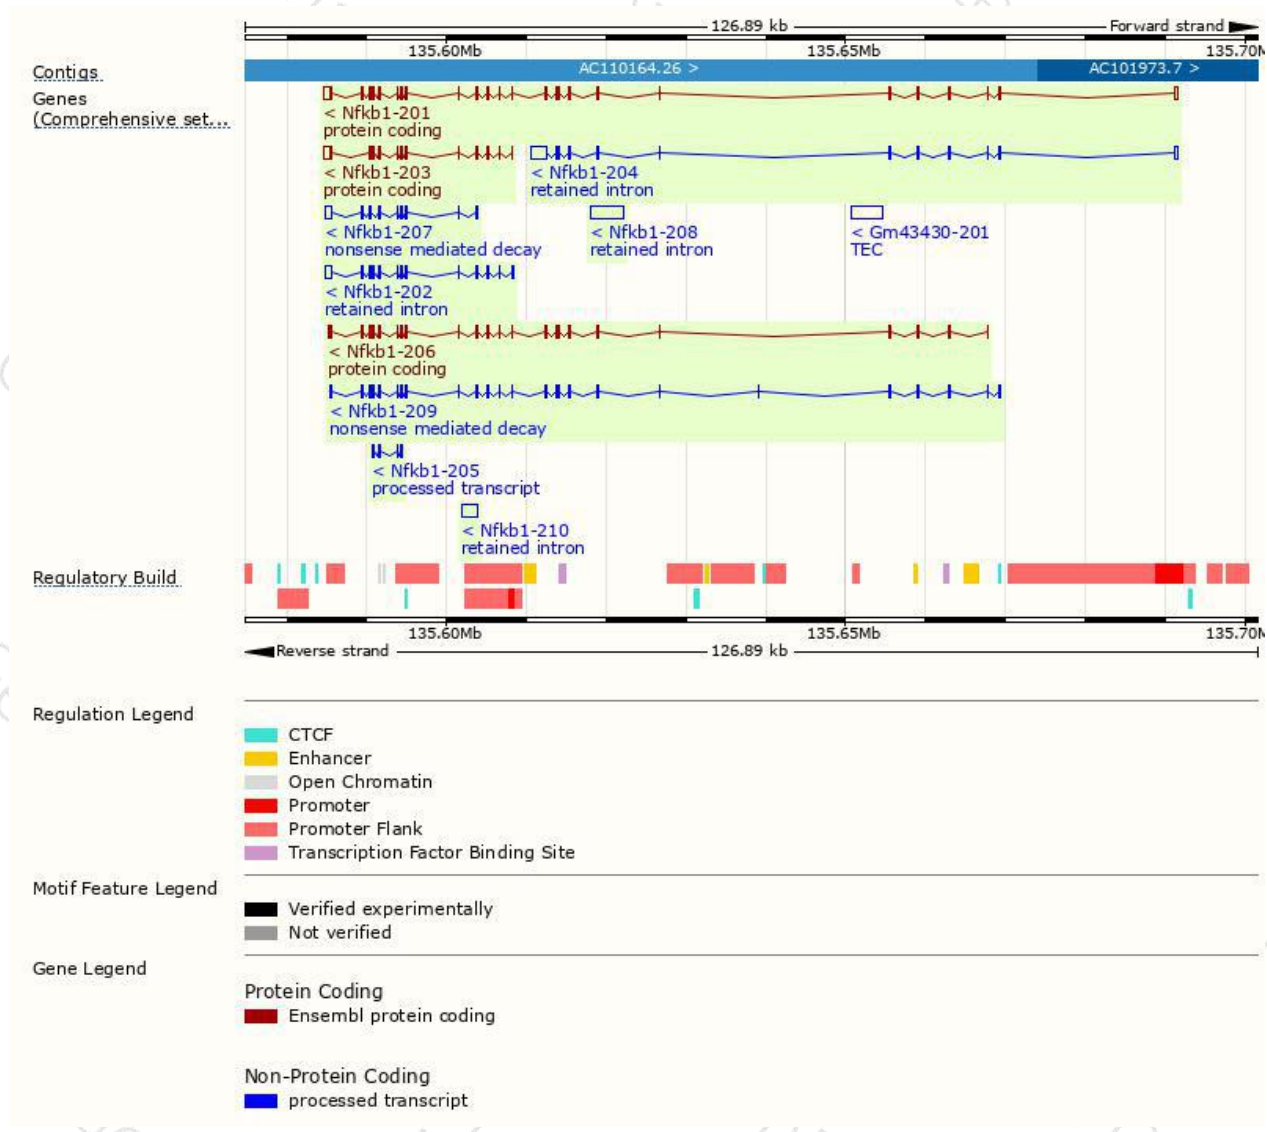 126.89 kb
Forward strand
135.60Mb 135.65Mb 135.70M
Contigs
AC110164.26 > AC101973.7 >
Genes
(Comprehensive set...
< Nfkb1-201
protein coding
< Nfkb1-203 < Nfkb1-204
protein coding retained intron
< Nfkb1-207 < Nfkb1-208 < Gm43430-201
nonsense mediated decay retained intron TEC
< Nfkb1-202
retained intron
< Nfkb1-206
protein coding
< Nfkb1-209
nonsense mediated decay
< Nfkb1-205
processed transcript
< Nfkb1-210
retained intron
Regulatory Build
135.60Mb 135.65Mb 135.70M
Reverse strand 126.89 kb
Regulation Legend
CTCF
Enhancer
Open Chromatin
Promoter
Promoter Flank
Transcription Factor Binding Site
Motif Feature Legend
Verified experimentally
Not verified
Gene Legend
Protein Coding
Ensembl protein coding
Non-Protein Coding
processed transcript